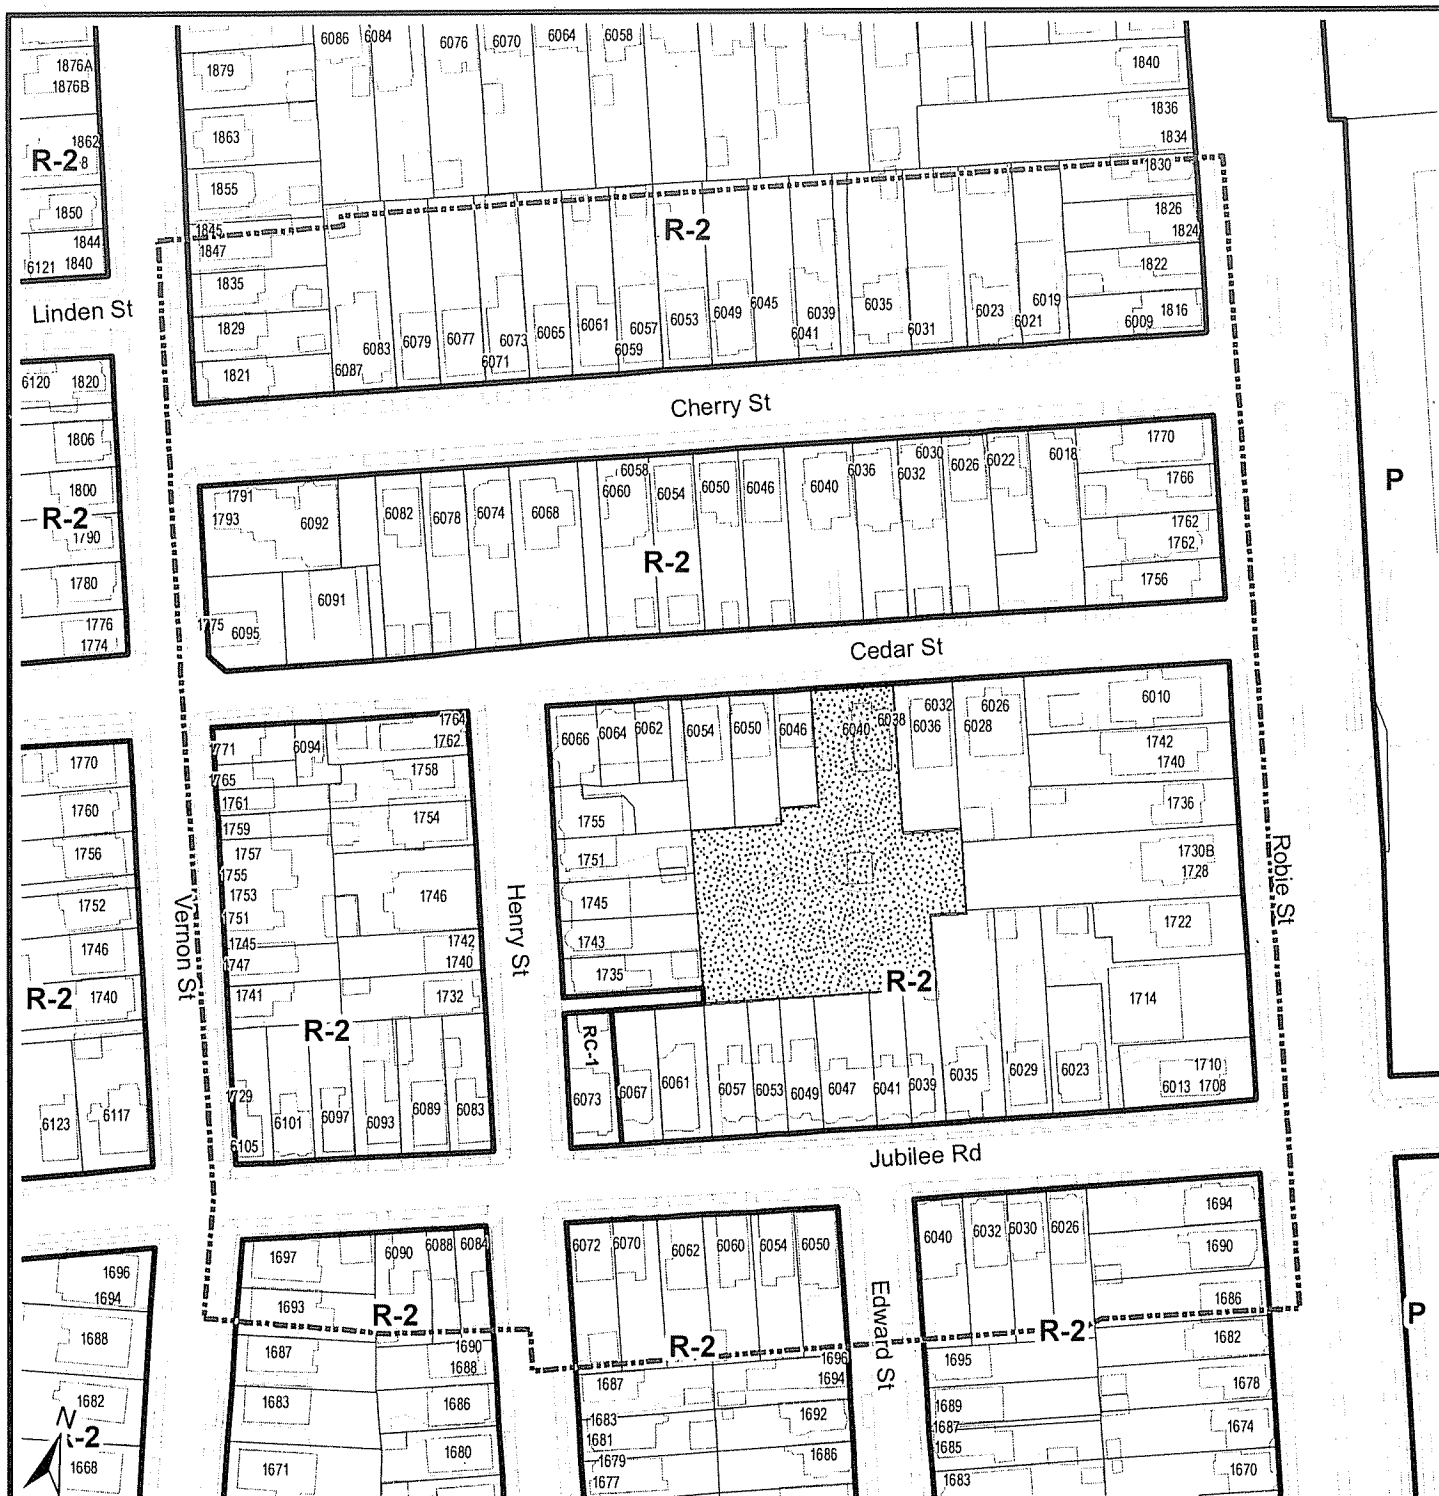 6086 6084 6076 6070 6064 6058
1876A
1876B
1879
1840
1862
8
R-2
1863
1836
1834
1830
1855
1850
1844
6121 1840
1845
1847
1835
1829
1821
R-2
1826
1824
1822
6009 1816
Linden St
6087 6083 6079 6077 6071 6073 6065 6061 6059 6057 6053 6049 6045 6041 6039 6035 6031 6023 6021 6019
6120 1820
1806
Cherry St
1800
R-2
1790
1780
1776
1774
1791
1793
6092 6082 6078 6074 6068 6058
6060 6054 6050 6046 6040 6036 6032 6030 6026 6022 6018
1770
1766
1762
1762
1756
P
R-2
1775 6095 6091
Cedar St
1770
1760
1756
1752
1746
R-2
1740
6123 6117
Vernon St
1771 6094 1764
1762
1765
1758
1761
1754
1759
1757
1755
1753
1751
1746
1745
1747
1742
1740
1741
1732
R-2
1729
6105 6101 6097 6093 6089 6083
Henry St
6066 6064 6062 6054 6050 6046 6040 6038 6036 6032 6028 6026
6010
1742
1740
1736
1755
1751
1745
1743
1735
1730B
1728
1722
1714
1710
6013 1708
Robie St
R-2
RC-1
6073 6067 6061 6057 6053 6049 6047 6041 6039 6035 6029 6023
Jubilee Rd
1697 6090 6088 6084
1693
R-2
1687
1690
1688
1683
1686
1680
1671
1696
1694
1688
1682
N
-2
1668
6072 6070 6062 6060 6054 6050
R-2
1687
1696
1694
1683
1681
1692
1679
1677
1686
Edward St
6040 6032 6030 6026
1694
1690
1686
R-2
1682
1695
1689
1687
1685
1683
1678
1674
1670
P